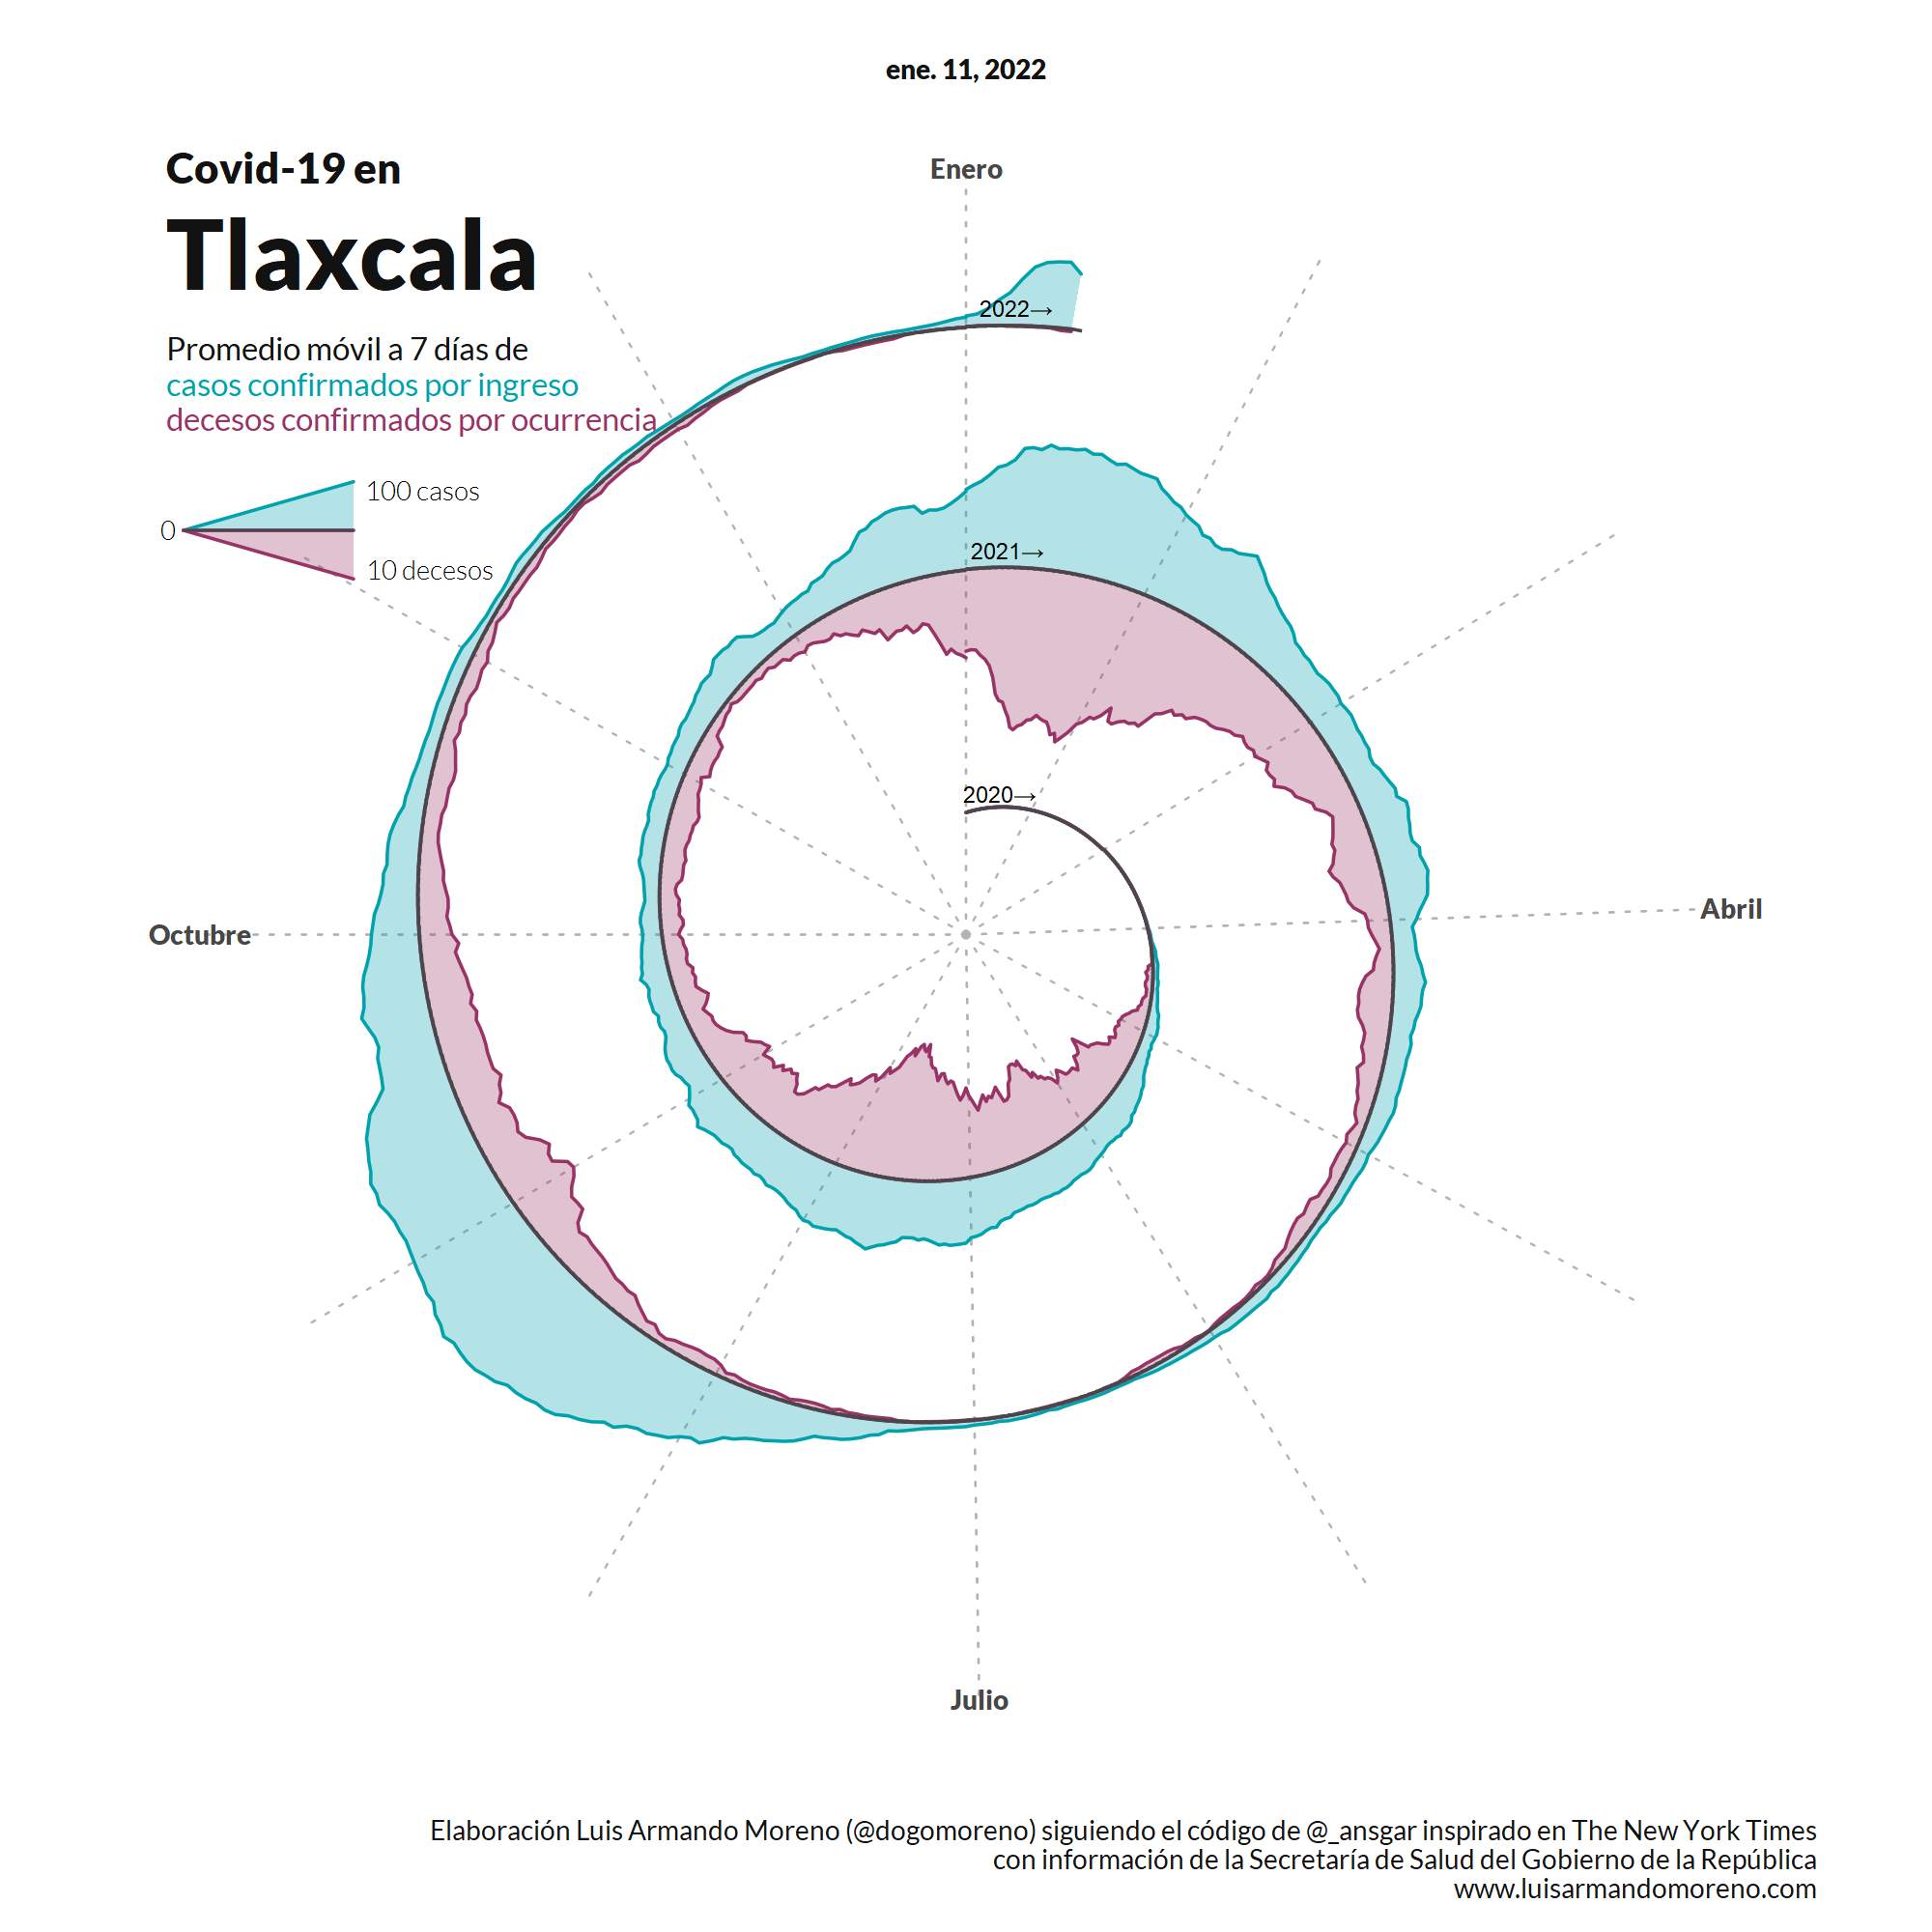 ene. 11, 2022
Covid-19 en
Tlaxcala
Promedio móvil a 7 días de
casos confirmados por ingreso
decesos confirmados por ocurrencia
100 casos
0
10 decesos
Enero
2022→
2021→
2020→
Abril
Octubre
Julio
Elaboración Luis Armando Moreno (@dogomoreno) siguiendo el código de @_ansgar inspirado en The New York Times
con información de la Secretaría de Salud del Gobierno de la República
www.luisarmandomoreno.com